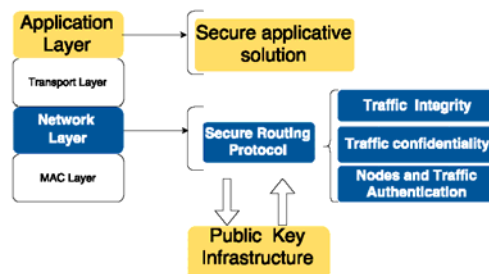 Application
Layer
Secure applicative
solution
Transport Layer
Network
Layer
MAC Layer
Secure Routing
Protocol
Traffic Integrity
Traffic confidentiality
Nodes and Traffic
Authentication
Public Key
Infrastructure